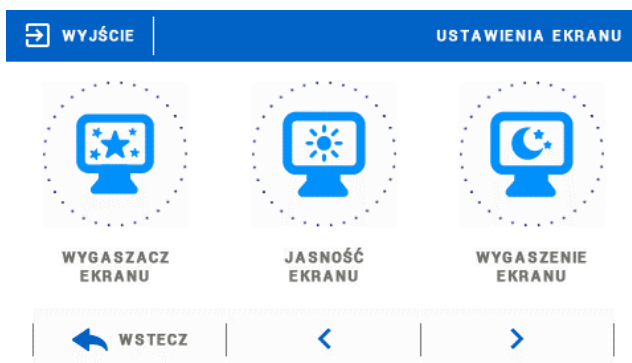 WYJŚCIE
USTAWIENIA EKRANU
WYGASZACZ
EKRANU
JASNOŚĆ
EKRANU
WYGASZENIE
EKRANU
WSTECZ